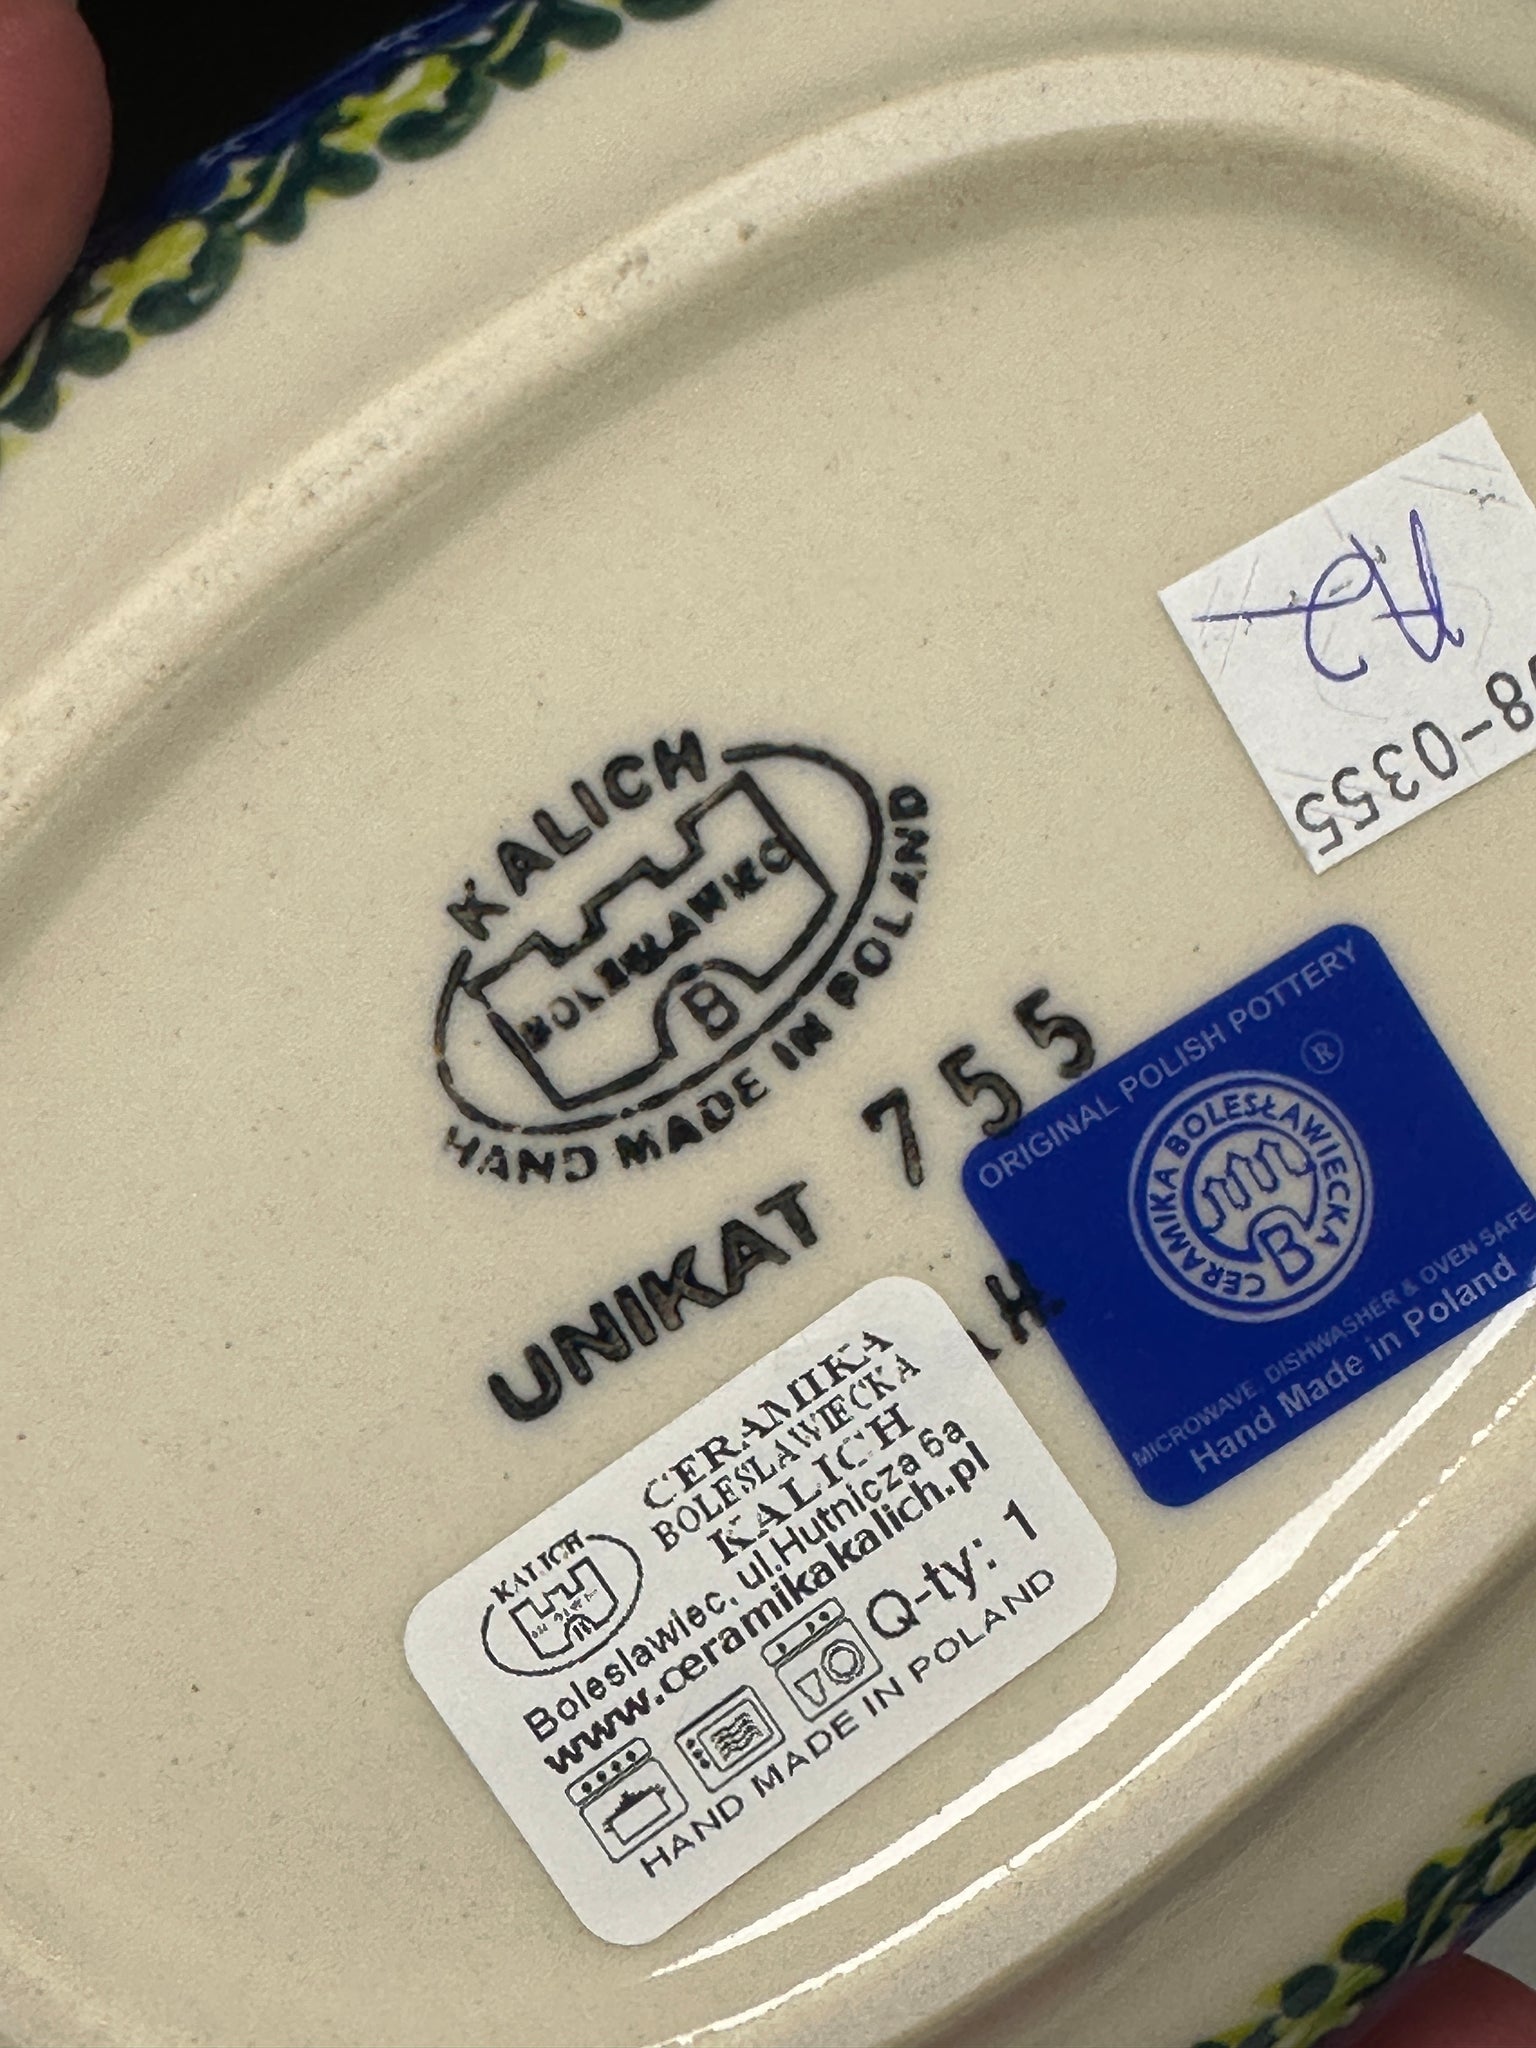 KALICH
BOLESŁAWIEC
B
HAND MADE IN POLAND
UNIKAT 755
H.
ORIGINAL POLISH POTTERY
®
CERAMIKA BOLESŁAWIECKA
B
MICROWAVE, DISHWASHER & OVEN SAFE
Hand Made in Poland
KALICH
CERAMIKA
BOLESŁAWIECKA
KALICH
Boleslawiec, ul.Hutnicza 6a
www.ceramikakalich.pl
Q-ty: 1
HAND MADE IN POLAND
8-0355